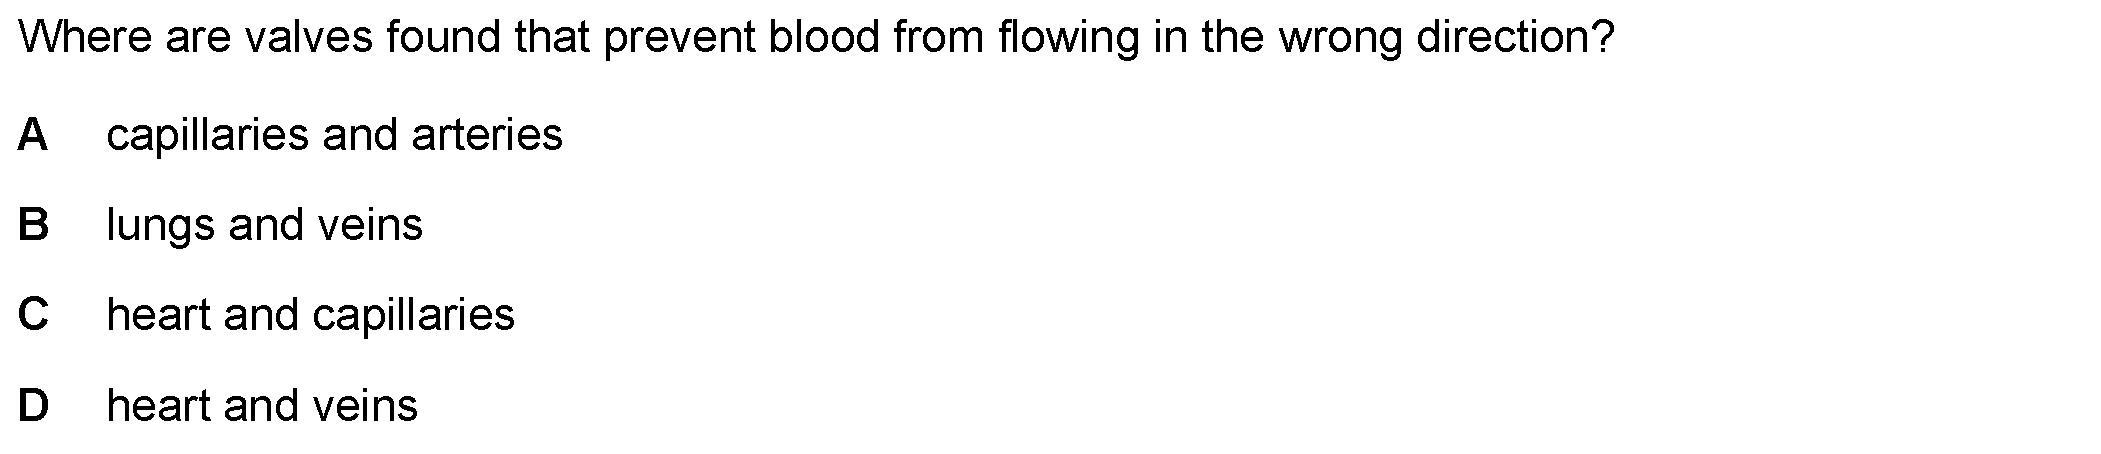 Where are valves found that prevent blood from flowing in the wrong direction?
A capillaries and arteries
B lungs and veins
C heart and capillaries
D heart and veins